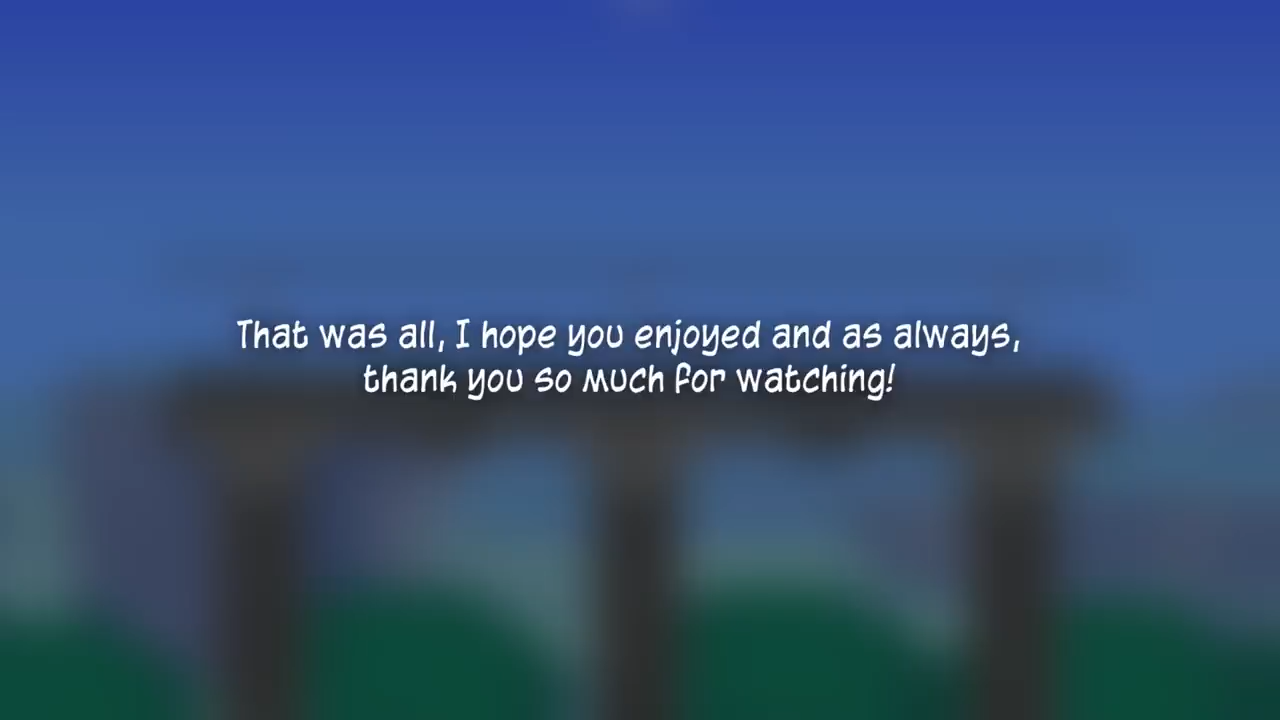 That was all, I hope you enjoyed and as always,
thank you so much for watching!